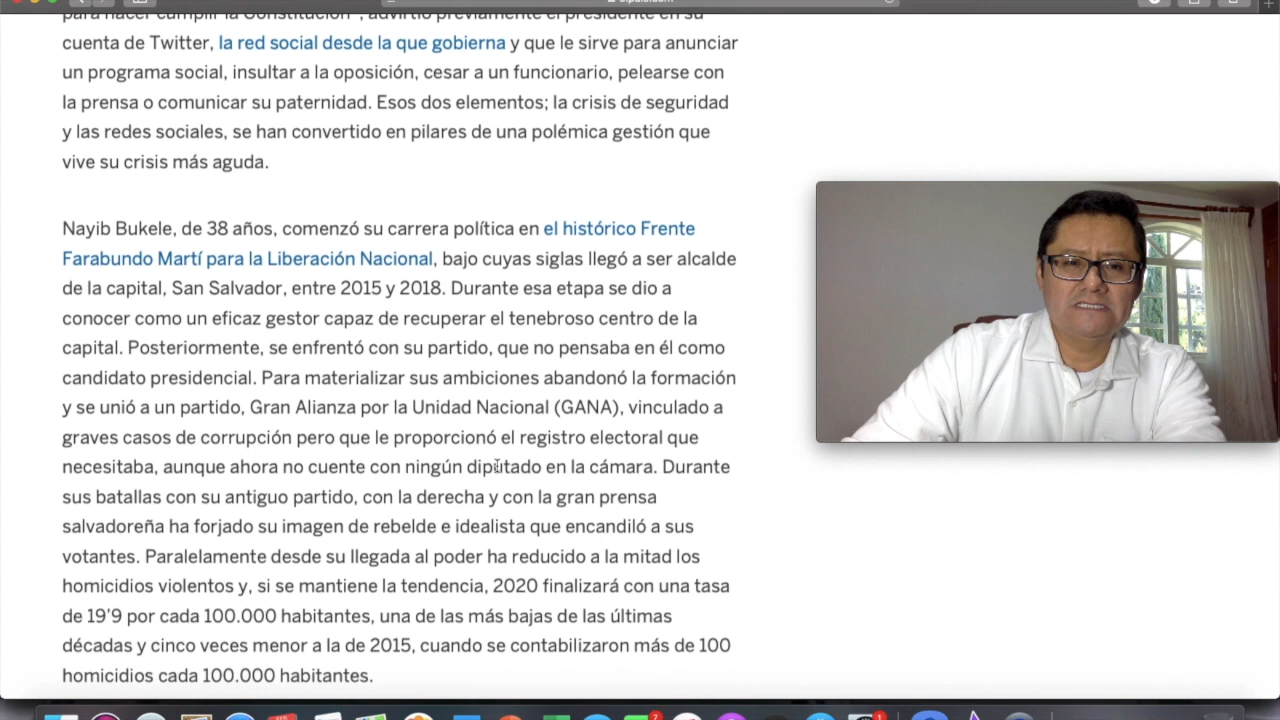 para hacer cumplir la Constitución", advirtió previamente el presidente en su
cuenta de Twitter, la red social desde la que gobierna y que le sirve para anunciar
un programa social, insultar a la oposición, cesar a un funcionario, pelearse con
la prensa o comunicar su paternidad. Esos dos elementos; la crisis de seguridad
y las redes sociales, se han convertido en pilares de una polémica gestión que
vive su crisis más aguda.
Nayib Bukele, de 38 años, comenzó su carrera política en el histórico Frente
Farabundo Martí para la Liberación Nacional, bajo cuyas siglas llegó a ser alcalde
de la capital, San Salvador, entre 2015 y 2018. Durante esa etapa se dio a
conocer como un eficaz gestor capaz de recuperar el tenebroso centro de la
capital. Posteriormente, se enfrentó con su partido, que no pensaba en él como
candidato presidencial. Para materializar sus ambiciones abandonó la formación
y se unió a un partido, Gran Alianza por la Unidad Nacional (GANA), vinculado a
graves casos de corrupción pero que le proporcionó el registro electoral que
necesitaba, aunque ahora no cuente con ningún diputado en la cámara. Durante
sus batallas con su antiguo partido, con la derecha y con la gran prensa
salvadoreña ha forjado su imagen de rebelde e idealista que encandiló a sus
votantes. Paralelamente desde su llegada al poder ha reducido a la mitad los
homicidios violentos y, si se mantiene la tendencia, 2020 finalizará con una tasa
de 19'9 por cada 100.000 habitantes, una de las más bajas de las últimas
décadas y cinco veces menor a la de 2015, cuando se contabilizaron más de 100
homicidios cada 100.000 habitantes.